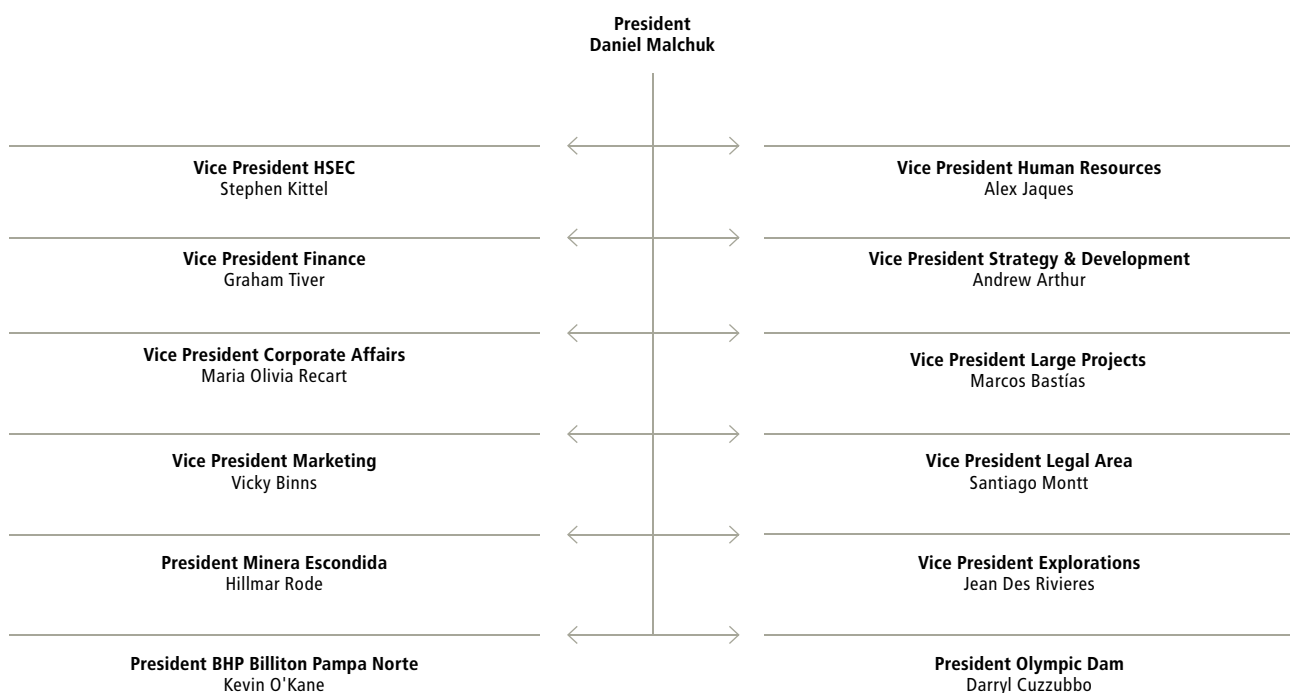 President
Daniel Malchuk
Vice President HSEC
Stephen Kittel
Vice President Human Resources
Alex Jaques
Vice President Finance
Graham Tiver
Vice President Strategy & Development
Andrew Arthur
Vice President Corporate Affairs
Maria Olivia Recart
Vice President Large Projects
Marcos Bastías
Vice President Marketing
Vicky Binns
Vice President Legal Area
Santiago Montt
President Minera Escondida
Hillmar Rode
Vice President Explorations
Jean Des Rivieres
President BHP Billiton Pampa Norte
Kevin O'Kane
President Olympic Dam
Darryl Cuzzubbo